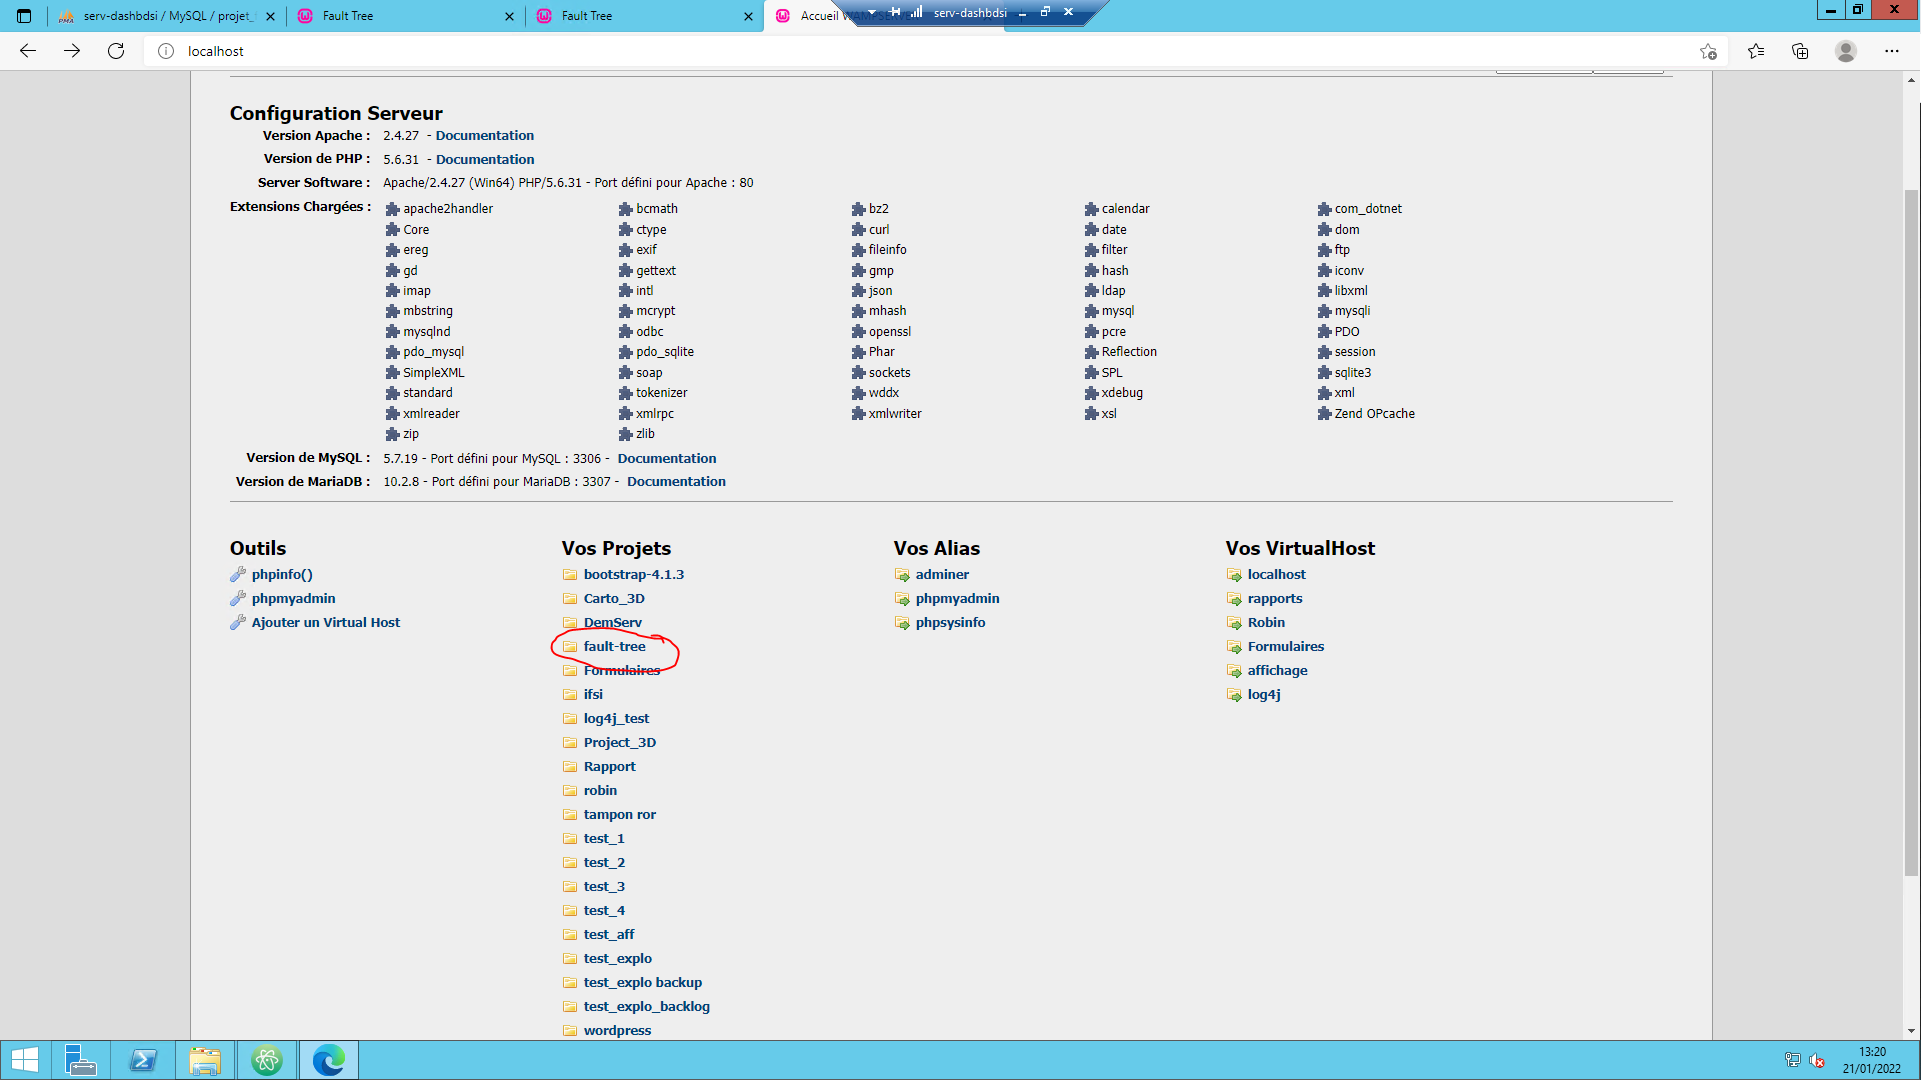 serv-dashbdsi / MySQL / projet_
Fault Tree
Fault Tree
Accueil WAMP
serv-dashbdsi
localhost
Configuration Serveur
Version Apache : 2.4.27 - Documentation
Version de PHP : 5.6.31 - Documentation
Server Software : Apache/2.4.27 (Win64) PHP/5.6.31 - Port défini pour Apache : 80
Extensions Chargées : apache2handler bcmath bz2 calendar com_dotnet
Core ctype curl date dom
ereg exif fileinfo filter ftp
gd gettext gmp hash iconv
imap intl json ldap libxml
mbstring mcrypt mhash mysql mysqli
mysqlnd odbc openssl pcre PDO
pdo_mysql pdo_sqlite Phar Reflection session
SimpleXML soap sockets SPL sqlite3
standard tokenizer wddx xdebug xml
xmlreader xmlrpc xmlwriter xsl Zend OPcache
zip zlib
Version de MySQL : 5.7.19 - Port défini pour MySQL : 3306 - Documentation
Version de MariaDB : 10.2.8 - Port défini pour MariaDB : 3307 - Documentation
Outils
phpinfo()
phpmyadmin
Ajouter un Virtual Host
Vos Projets
bootstrap-4.1.3
Carto_3D
DemServ
fault-tree
Formulaires
ifsi
log4j_test
Project_3D
Rapport
robin
tampon ror
test_1
test_2
test_3
test_4
test_aff
test_explo
test_explo backup
test_explo_backlog
wordpress
Vos Alias
adminer
phpmyadmin
phpsysinfo
Vos VirtualHost
localhost
rapports
Robin
Formulaires
affichage
log4j
13:20
21/01/2022